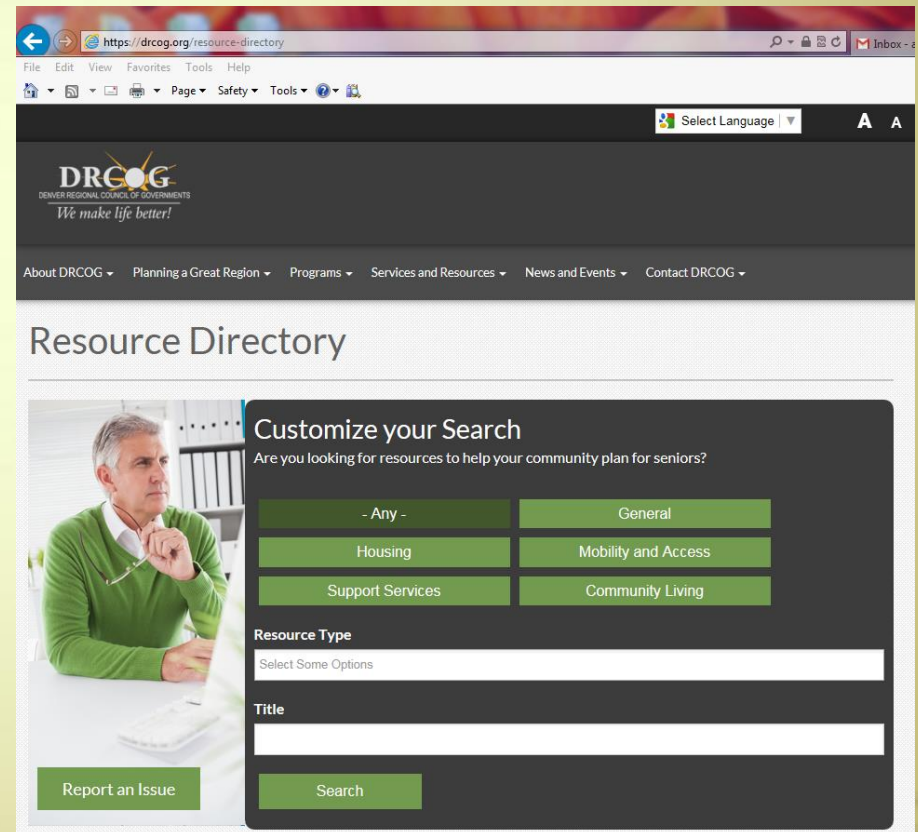 https://drcog.org/resource-directory
Inbox - a
File Edit View Favorites Tools Help
Page Safety Tools
Select Language
A A
DRCOG
DENVER REGIONAL COUNCIL OF GOVERNMENTS
We make life better!
About DRCOG Planning a Great Region Programs Services and Resources News and Events Contact DRCOG
Resource Directory
Customize your Search
Are you looking for resources to help your community plan for seniors?
- Any - General
Housing Mobility and Access
Support Services Community Living
Resource Type
Select Some Options
Title
Report an Issue Search